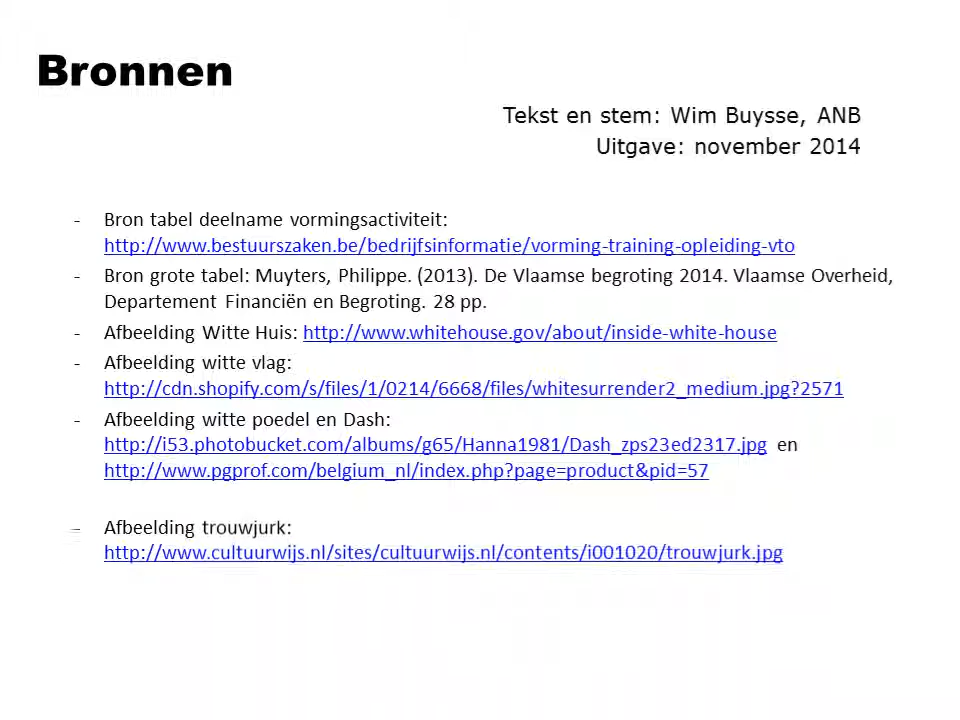 Bronnen
Tekst en stem: Wim Buysse, ANB
Uitgave: november 2014
- Bron tabel deelname vormingsactiviteit:
http://www.bestuurszaken.be/bedrijfsinformatie/vorming-training-opleiding-vto
- Bron grote tabel: Muyters, Philippe. (2013). De Vlaamse begroting 2014. Vlaamse Overheid,
Departement Financiën en Begroting. 28 pp.
- Afbeelding Witte Huis: http://www.whitehouse.gov/about/inside-white-house
- Afbeelding witte vlag:
http://cdn.shopify.com/s/files/1/0214/6668/files/whitesurrender2_medium.jpg?2571
- Afbeelding witte poedel en Dash:
http://i53.photobucket.com/albums/g65/Hanna1981/Dash_zps23ed2317.jpg en
http://www.pgprof.com/belgium_nl/index.php?page=product&pid=57
- Afbeelding trouwjurk:
http://www.cultuurwijs.nl/sites/cultuurwijs.nl/contents/i001020/trouwjurk.jpg